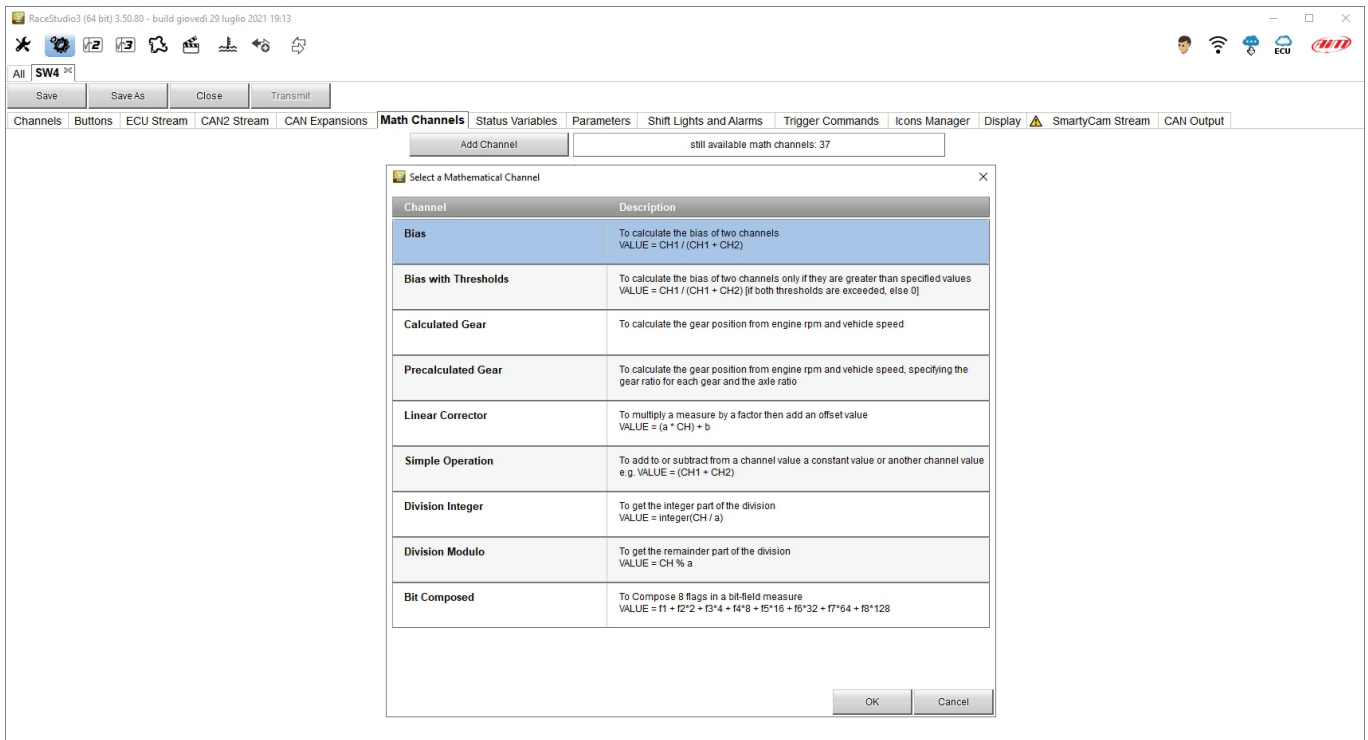 RaceStudio3 (64 bit) 3.50.80 - build giovedì 29 luglio 2021 19:13
ECU
AiM
All SW4
Save Save As Close Transmit
Channels Buttons ECU Stream CAN2 Stream CAN Expansions Math Channels Status Variables Parameters Shift Lights and Alarms Trigger Commands Icons Manager Display SmartyCam Stream CAN Output
Add Channel still available math channels: 37
Select a Mathematical Channel
Channel Description
Bias To calculate the bias of two channels
VALUE = CH1 / (CH1 + CH2)
Bias with Thresholds To calculate the bias of two channels only if they are greater than specified values
VALUE = CH1 / (CH1 + CH2) [if both thresholds are exceeded, else 0]
Calculated Gear To calculate the gear position from engine rpm and vehicle speed
Precalculated Gear To calculate the gear position from engine rpm and vehicle speed, specifying the
gear ratio for each gear and the axle ratio
Linear Corrector To multiply a measure by a factor then add an offset value
VALUE = (a * CH) + b
Simple Operation To add to or subtract from a channel value a constant value or another channel value
e.g. VALUE = (CH1 + CH2)
Division Integer To get the integer part of the division
VALUE = integer(CH / a)
Division Modulo To get the remainder part of the division
VALUE = CH % a
Bit Composed To Compose 8 flags in a bit-field measure
VALUE = f1 + f2*2 + f3*4 + f4*8 + f5*16 + f6*32 + f7*64 + f8*128
OK Cancel